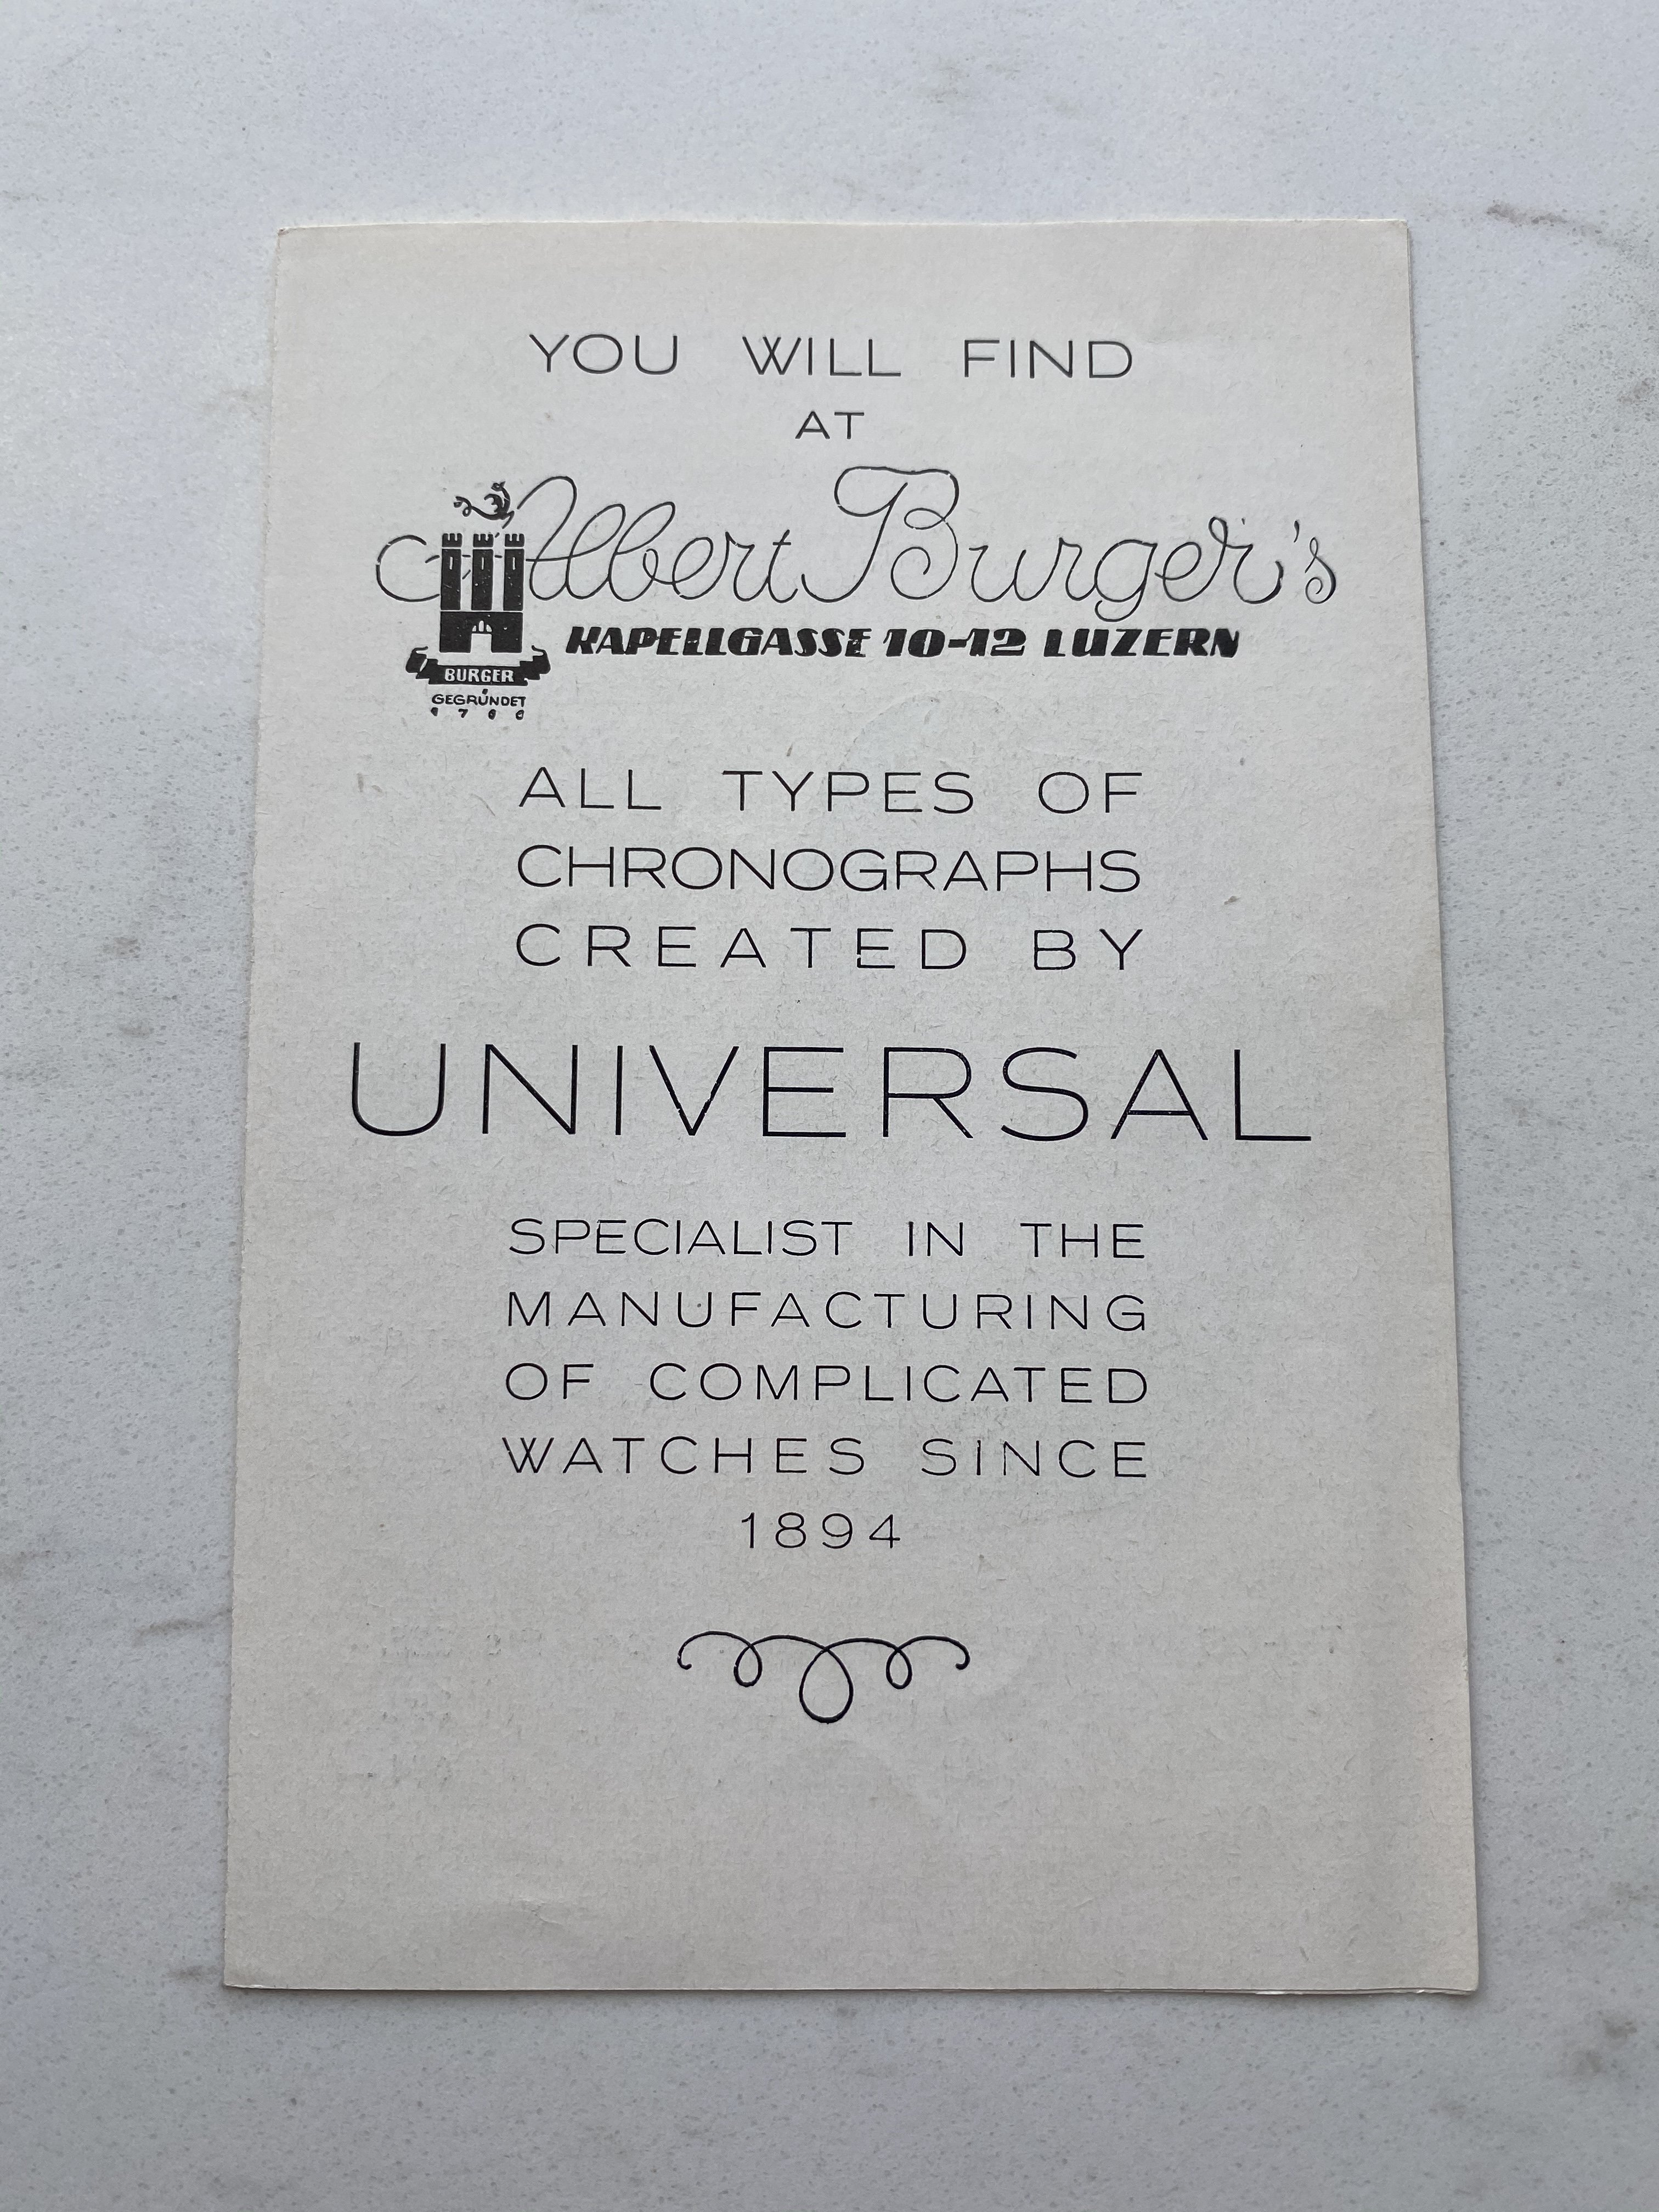 YOU WILL FIND
AT
Albert Burger's
KAPELLGASSE 10-12 LUZERN
BURGER
GEGRÜNDET
ALL TYPES OF
CHRONOGRAPHS
CREATED BY
UNIVERSAL
SPECIALIST IN THE
MANUFACTURING
OF COMPLICATED
WATCHES SINCE
1894